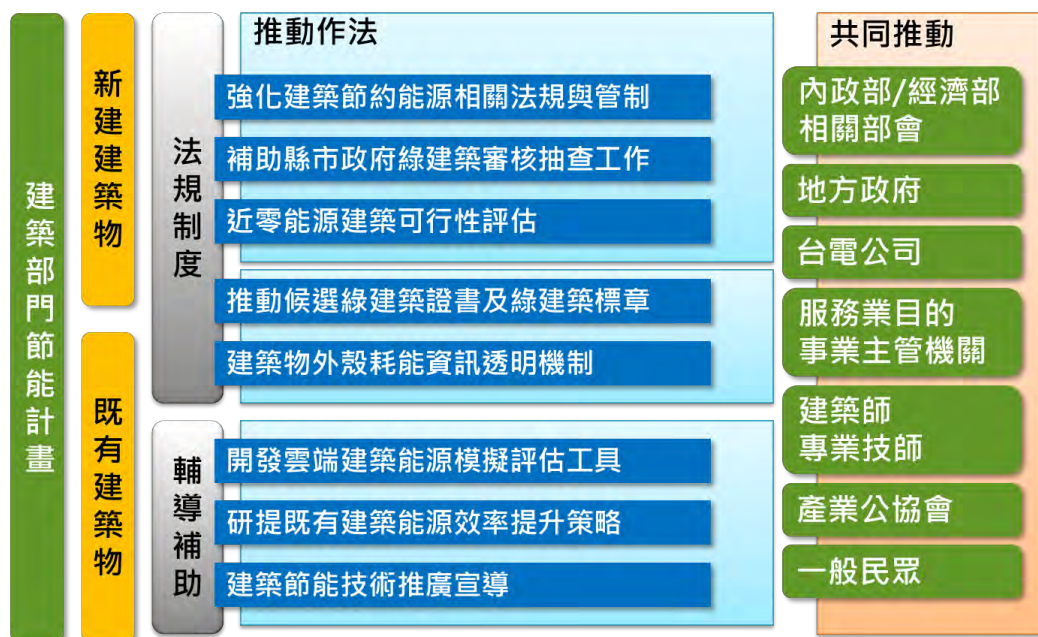 建築部門節能計畫
新建建築物
既有建築物
法規制度
輔導補助
推動作法
強化建築節約能源相關法規與管制
補助縣市政府綠建築審核抽查工作
近零能源建築可行性評估
推動候選綠建築證書及綠建築標章
建築物外殼耗能資訊透明機制
開發雲端建築能源模擬評估工具
研提既有建築能源效率提升策略
建築節能技術推廣宣導
共同推動
內政部/經濟部
相關部會
地方政府
台電公司
服務業目的
事業主管機關
建築師
專業技師
產業公協會
一般民眾